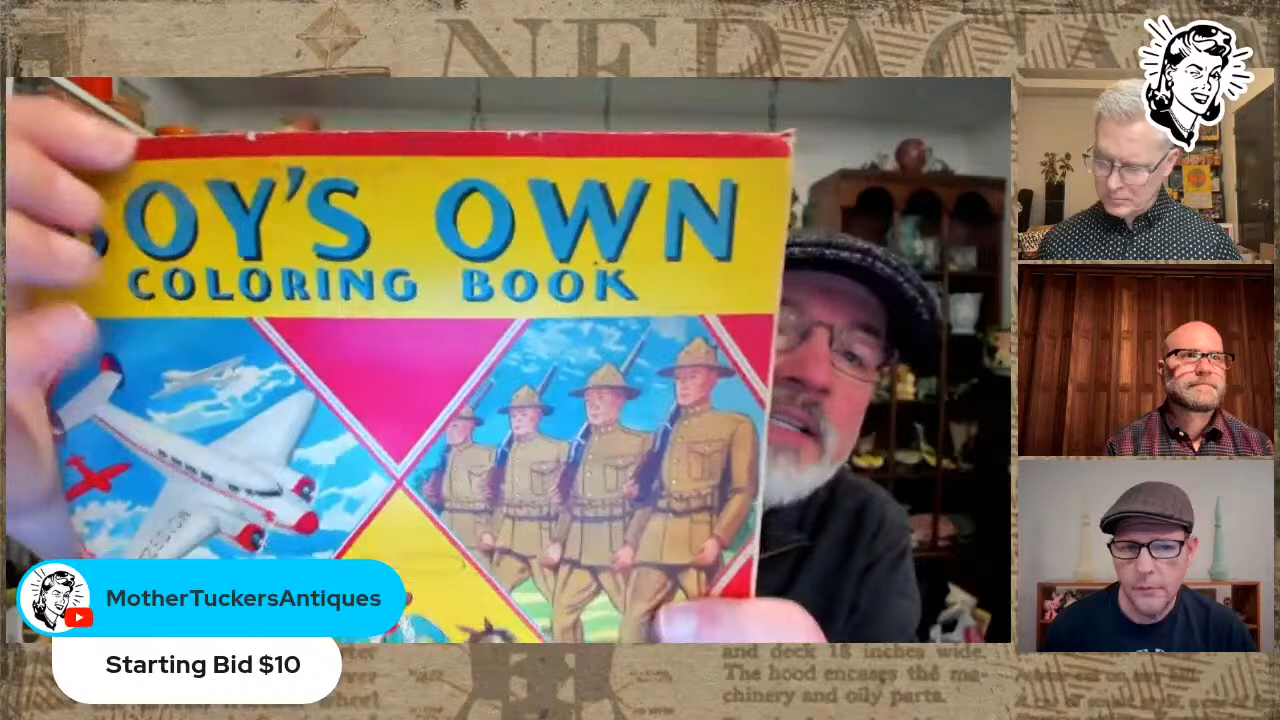 NEPACA
OY'S OWN
COLORING BOOK
MotherTuckersAntiques
Starting Bid $10
and deck 18 inches wide.
The hood encases the ma-
chinery and oily parts.